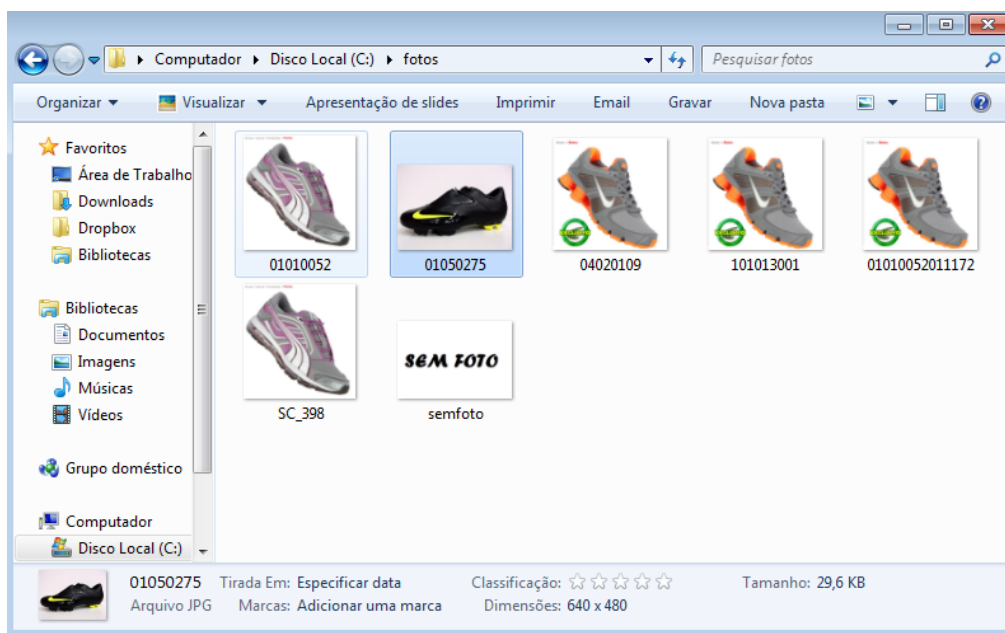 Computador Disco Local (C:) fotos
Pesquisar fotos
Organizar Visualizar Apresentação de slides Imprimir Email Gravar Nova pasta
Favoritos
Área de Trabalho
Downloads
Dropbox
Bibliotecas
Bibliotecas
Documentos
Imagens
Músicas
Vídeos
Grupo doméstico
Computador
Disco Local (C:)
01010052 01050275 04020109 101013001 01010052011172
SEM FOTO
SC_398 semfoto
01050275 Tirada Em: Especificar data Classificação: Tamanho: 29,6 KB
Arquivo JPG Marcas: Adicionar uma marca Dimensões: 640 x 480